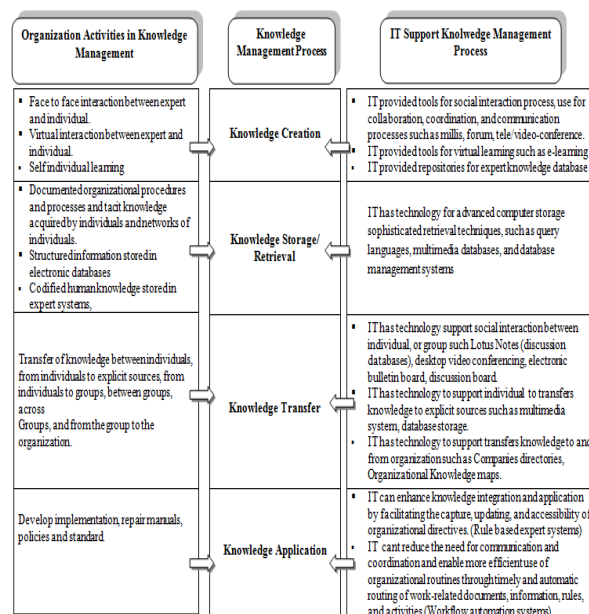 Organization Activities in Knowledge
Management
Knowledge
Management Process
IT Support Knolwedge Management
Process
▪ Face to face interaction between expert
and individual.
▪ Virtual interaction between expert and
individual.
▪ Self individual learning
Knowledge Creation
▪ IT provided tools for social interaction process, use for
collaboration, coordination, and communication
processes such as millis, forum, tele/video-conference.
▪ IT provided tools for virtual learning such as e-learning
▪ IT provided repositories for expert knowledge database
▪ Documented organizational procedures
and processes and tacit knowledge
acquired by individuals and networks of
individuals.
▪ Structured information stored in
electronic databases
▪ Codified human knowledge stored in
expert systems,
Knowledge Storage/
Retrieval
IT has technology for advanced computer storage
sophisticated retrieval techniques, such as query
languages, multimedia databases, and database
management systems
Transfer of knowledge between individuals,
from individuals to explicit sources, from
individuals to groups, between groups,
across
Groups, and from the group to the
organization.
Knowledge Transfer
▪ IT has technology support social interaction between
individual, or group such Lotus Notes (discussion
databases), desktop video conferencing, electronic
bulletin board, discussion board.
▪ IT has technology to support individual to transfers
knowledge to explicit sources such as multimedia
system, database storage.
▪ IT has technology to support transfers knowledge to and
from organization such as Companies directories,
Organizational Knowledge maps.
Develop implementation, repair manuals,
policies and standard.
Knowledge Application
▪ IT can enhance knowledge integration and application
by facilitating the capture, updating, and accessibility of
organizational directives. (Rule based expert systems)
▪ IT cant reduce the need for communication and
coordination and enable more efficient use of
organizational routines through timely and automatic
routing of work-related documents, information, rules,
and activities (Workflow automation systems)